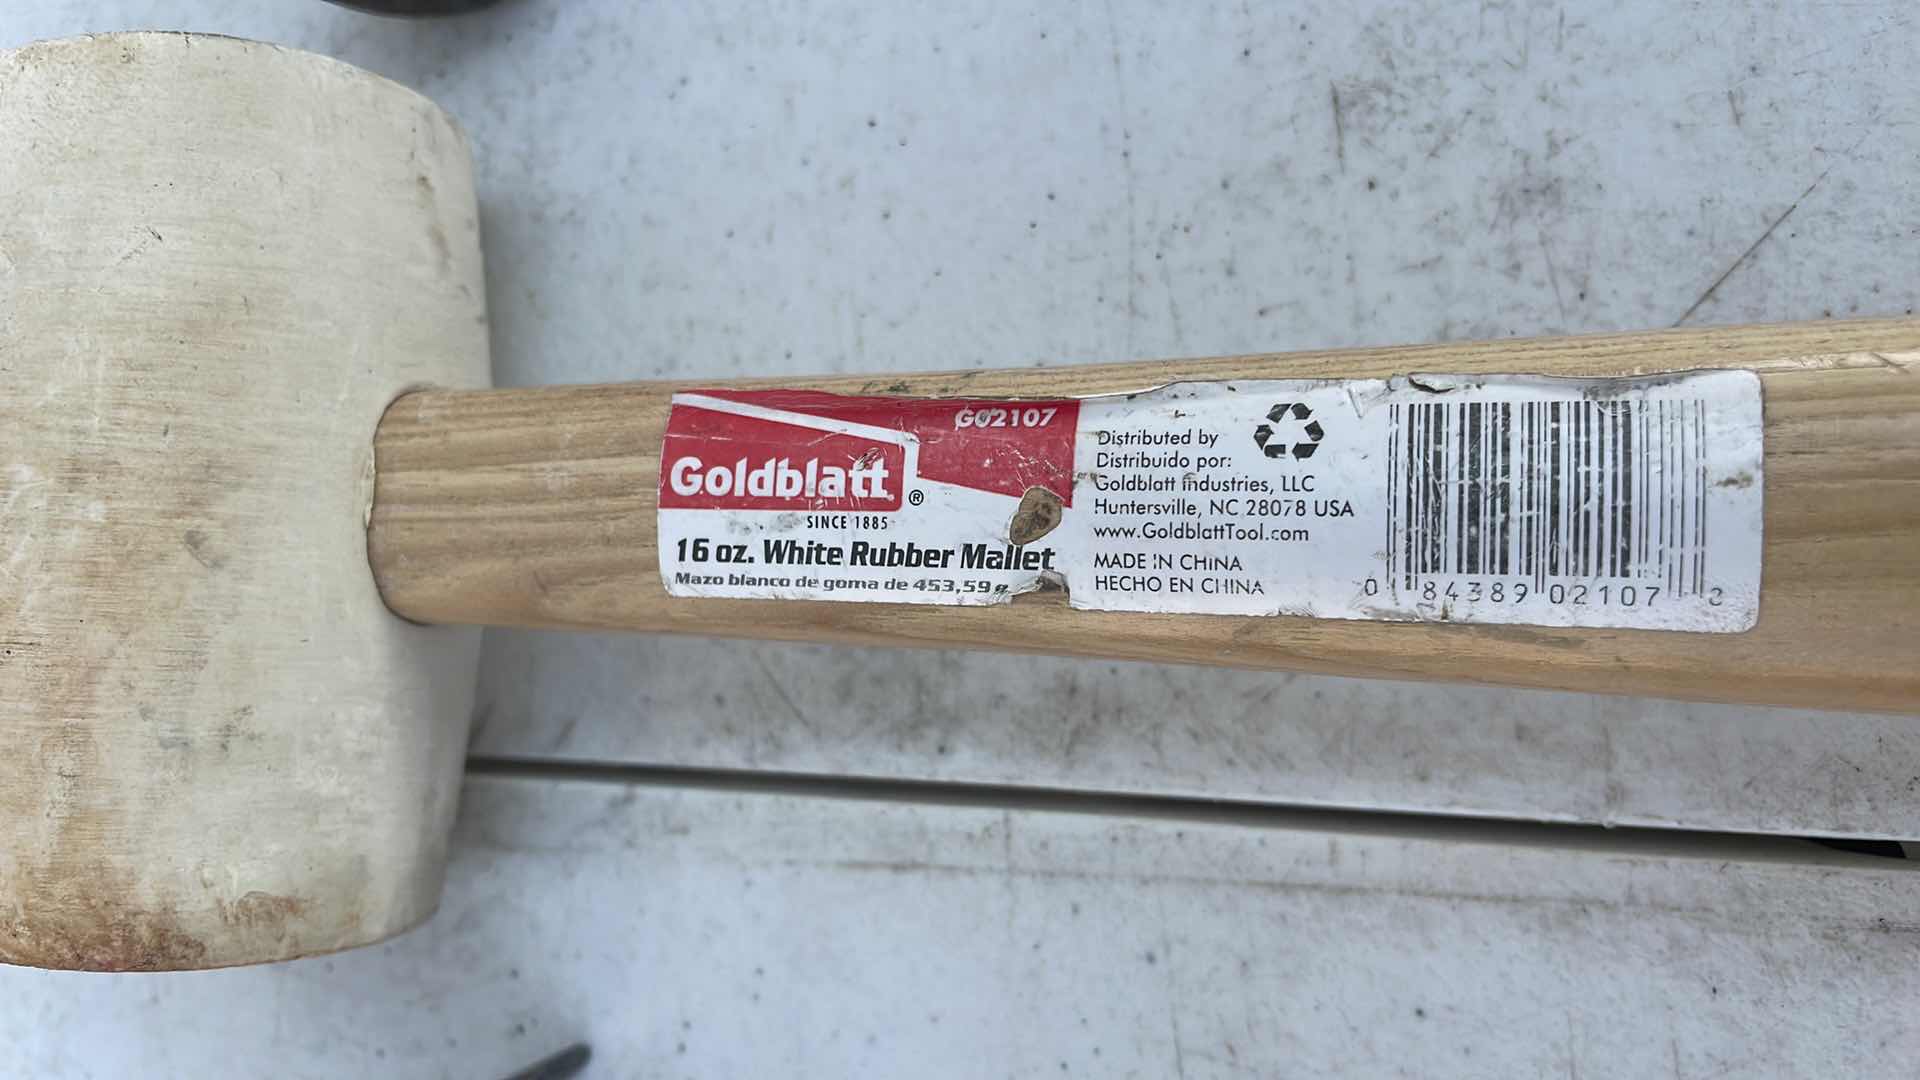 G02107
Goldblatt®
SINCE 1885
16 oz. White Rubber Mallet
Mazo blanco de goma de 453,59 g
Distributed by
Distribuido por:
Goldblatt Industries, LLC
Huntersville, NC 28078 USA
www.GoldblattTool.com
MADE IN CHINA
HECHO EN CHINA
0 84389 02107